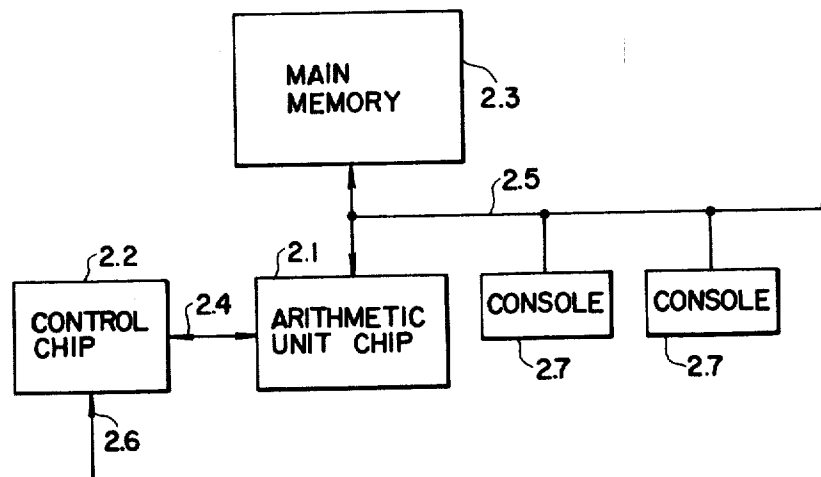 MAIN
MEMORY
2.3
2.5
2.2
2.1
CONTROL
CHIP
2.4
ARITHMETIC
UNIT CHIP
CONSOLE
CONSOLE
2.7
2.7
2.6